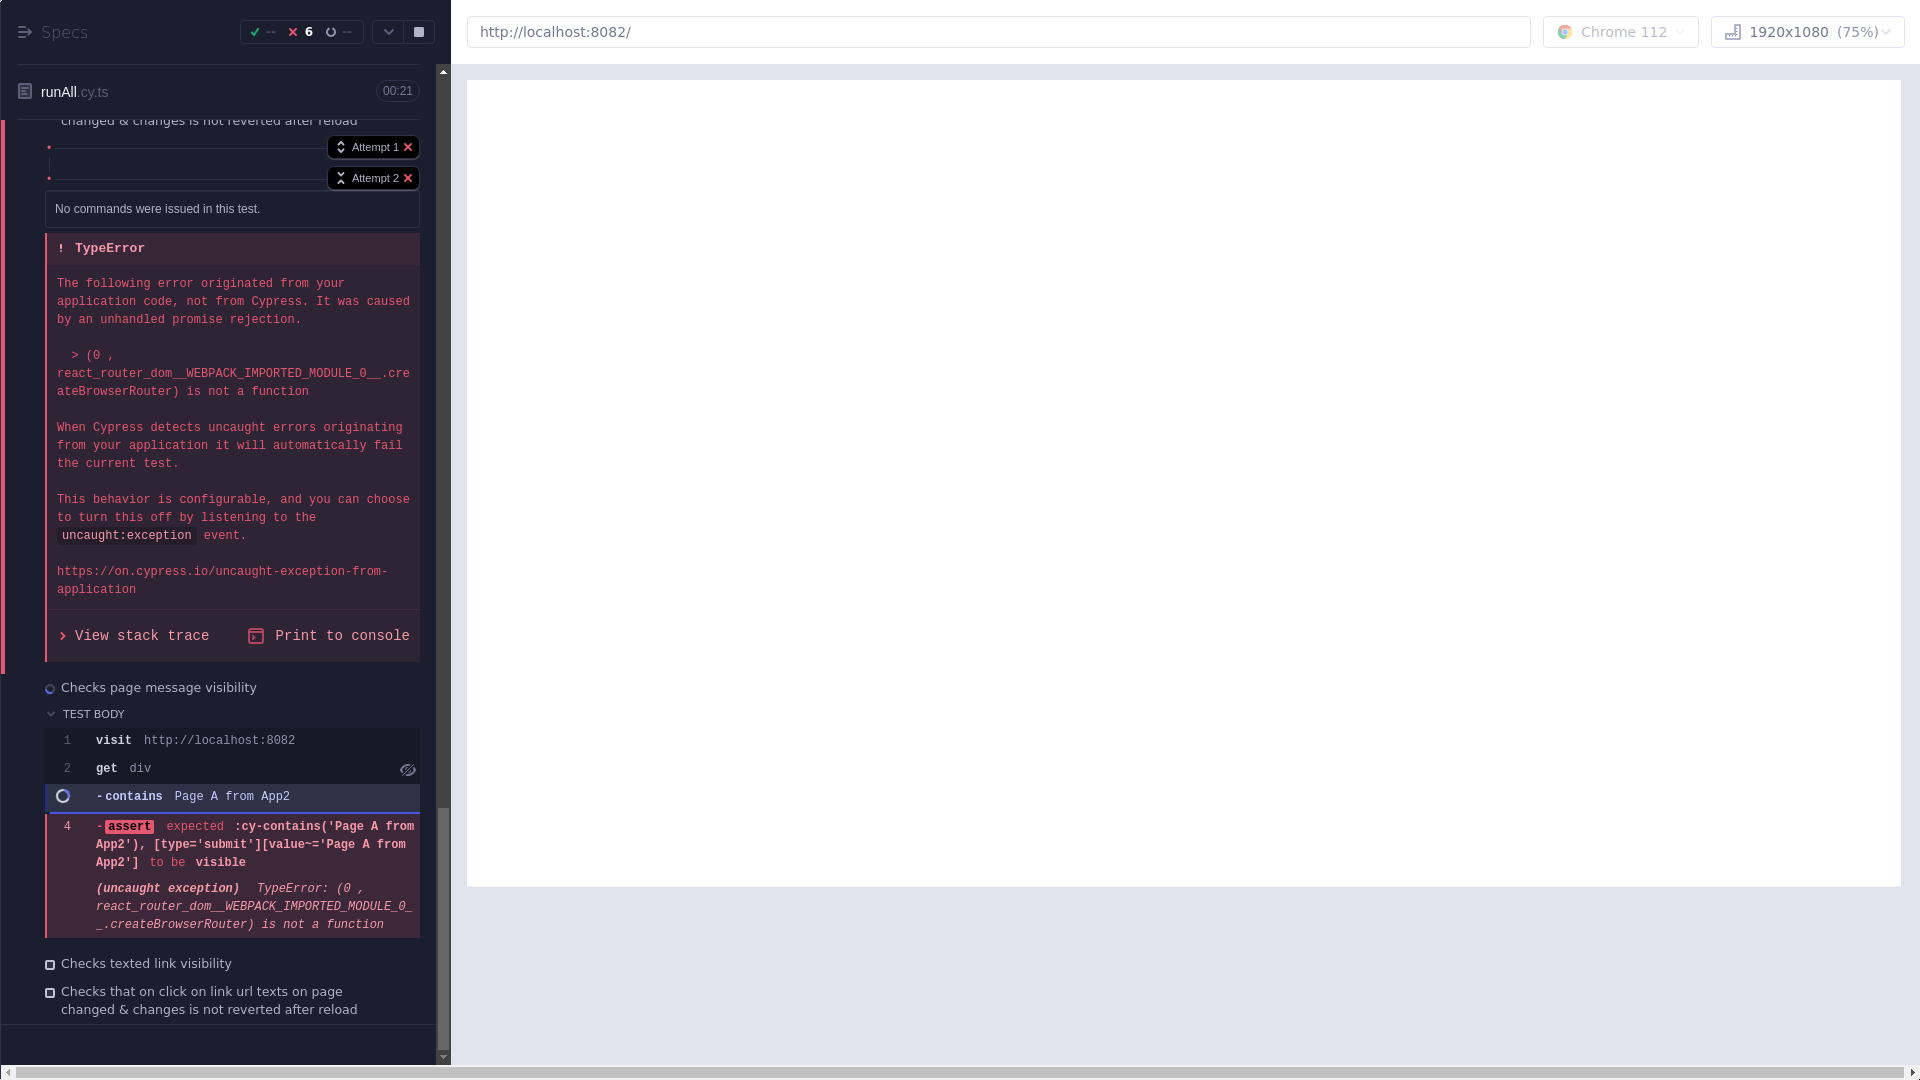 Specs
-- 6 --
http://localhost:8082/
Chrome 112
1920x1080 (75%)
runAll.cy.ts
00:21
changed & changes is not reverted after reload
Attempt 1
Attempt 2
No commands were issued in this test.
! TypeError
The following error originated from your
application code, not from Cypress. It was caused
by an unhandled promise rejection.
> (0 ,
react_router_dom__WEBPACK_IMPORTED_MODULE_0__.cre
ateBrowserRouter) is not a function
When Cypress detects uncaught errors originating
from your application it will automatically fail
the current test.
This behavior is configurable, and you can choose
to turn this off by listening to the
uncaught:exception event.
https://on.cypress.io/uncaught-exception-from-
application
View stack trace
Print to console
Checks page message visibility
TEST BODY
1 visit http://localhost:8082
2 get div
-contains Page A from App2
4 -assert expected :cy-contains('Page A from
App2'), [type='submit'][value~='Page A from
App2'] to be visible
(uncaught exception) TypeError: (0 ,
react_router_dom__WEBPACK_IMPORTED_MODULE_0_
_.createBrowserRouter) is not a function
Checks texted link visibility
Checks that on click on link url texts on page
changed & changes is not reverted after reload